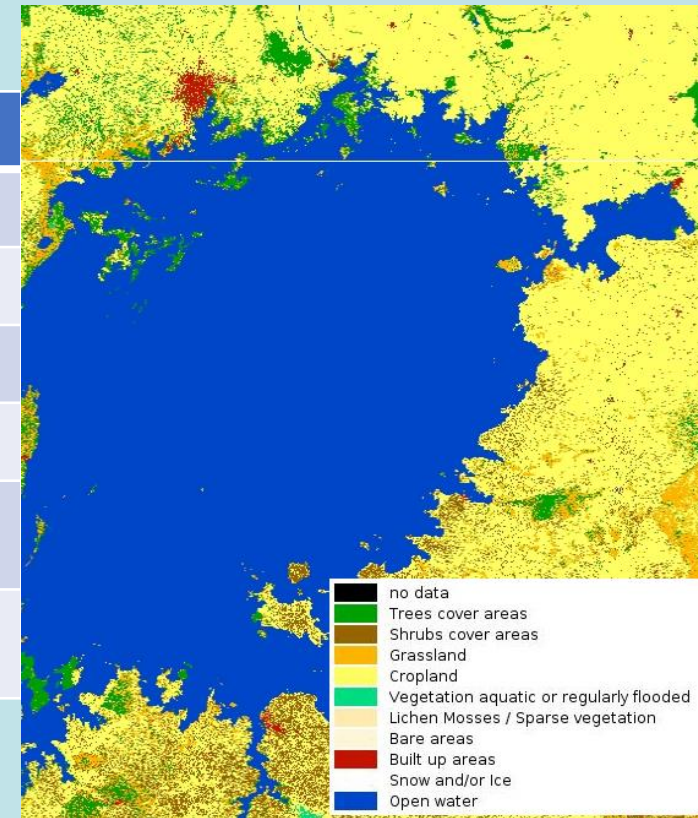 no data
Trees cover areas
Shrubs cover areas
Grassland
Cropland
Vegetation aquatic or regularly flooded
Lichen Mosses / Sparse vegetation
Bare areas
Built up areas
Snow and/or Ice
Open water